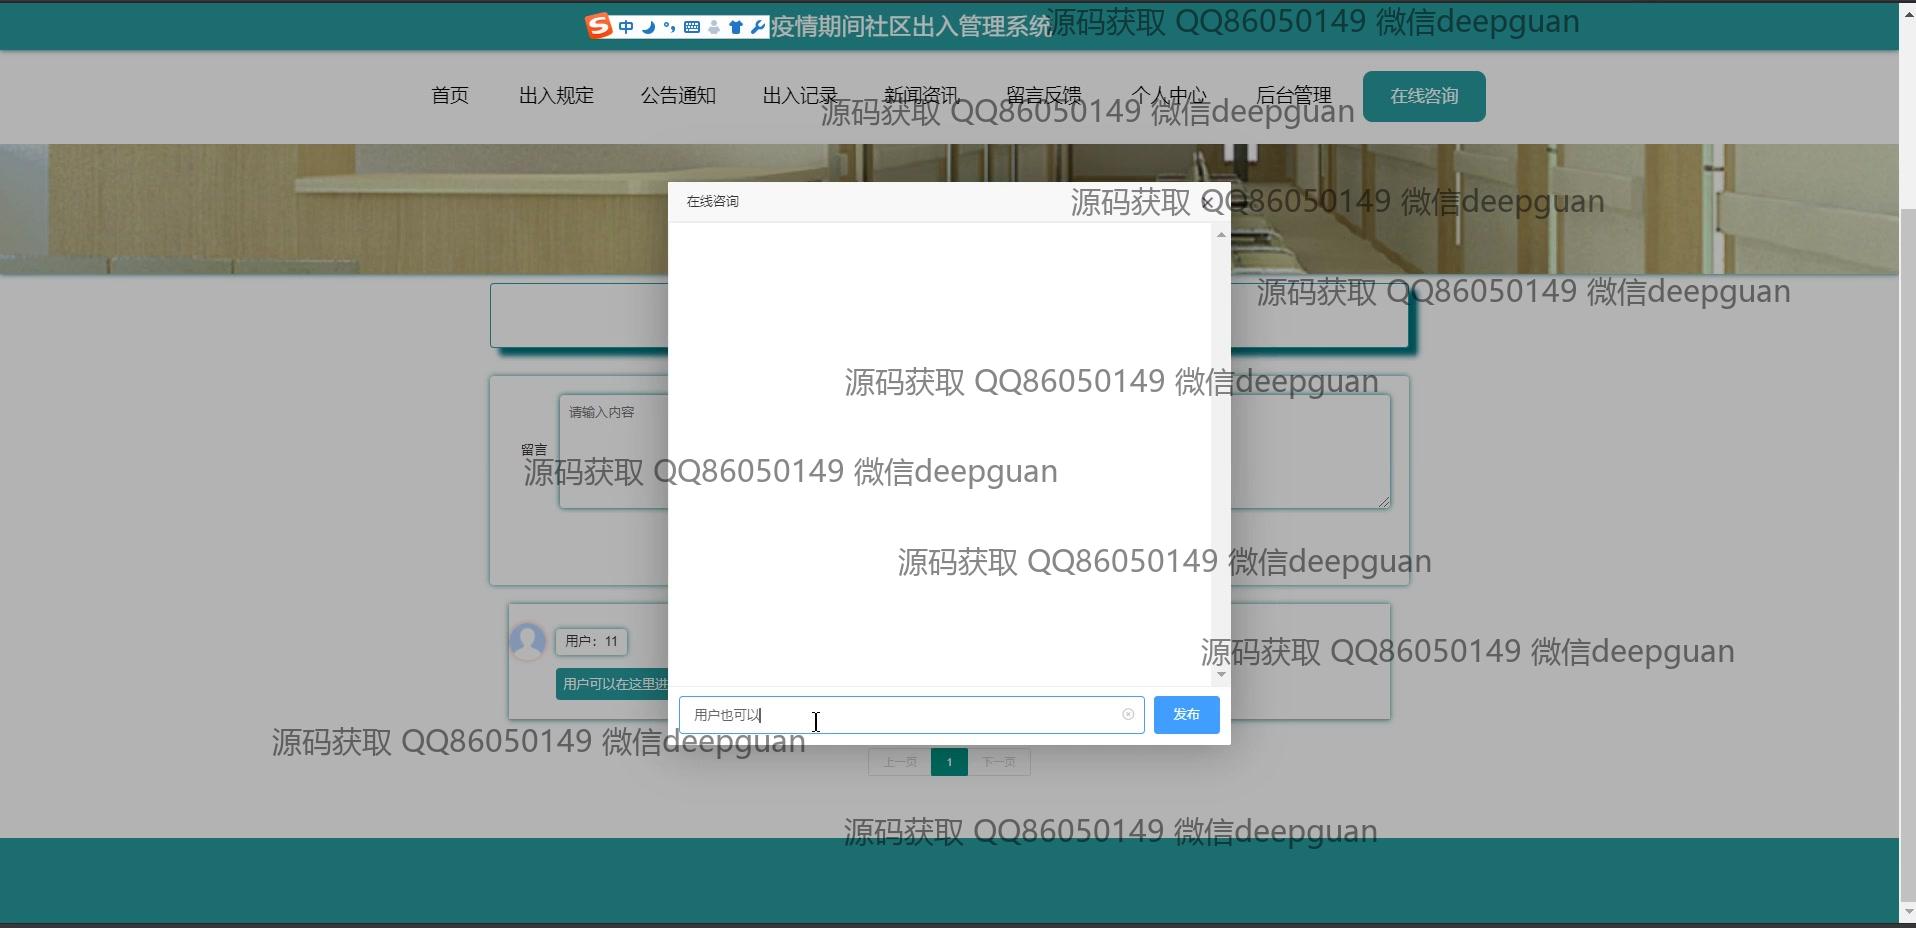 中
疫情期间社区出入管理系统
源码获取 QQ86050149 微信deepguan
首页 出入规定 公告通知 出入记录 新闻资讯 留言反馈 个人中心 后台管理 在线咨询
源码获取 QQ86050149 微信deepguan
在线咨询
源码获取 QQ86050149 微信deepguan
源码获取 QQ86050149 微信deepguan
源码获取 QQ86050149 微信deepguan
请输入内容
留言
源码获取 QQ86050149 微信deepguan
源码获取 QQ86050149 微信deepguan
用户：11
源码获取 QQ86050149 微信deepguan
用户可以在这里进
用户也可以
发布
源码获取 QQ86050149 微信deepguan
上一页 1 下一页
源码获取 QQ86050149 微信deepguan